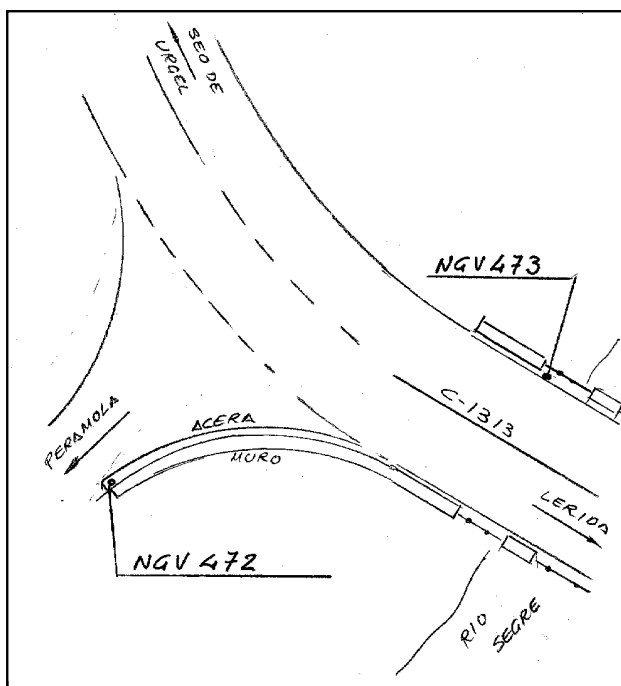 SEO DE
URGEL
NGV 473
C-1313
PERAMOLA
ACERA
MURO
LERIDA
NGV 472
RIO
SEGRE